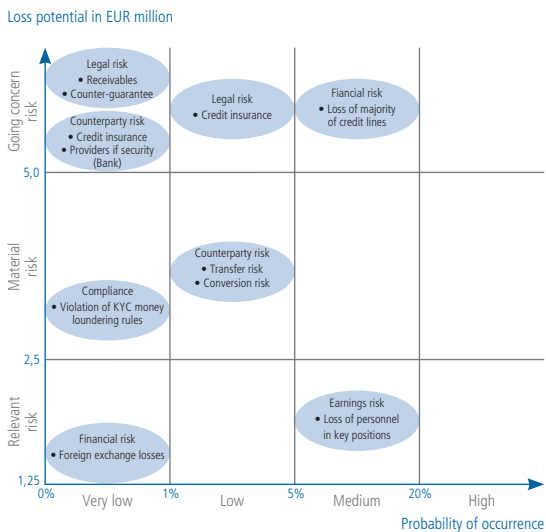 Loss potential in EUR million
Going concern
risk
Legal risk
• Receivables
• Counter-guarantee
Counterparty risk
• Credit insurance
• Providers if security
(Bank)
Legal risk
• Credit insurance
Fiancial risk
• Loss of majority
of credit lines
5,0
Material
risk
Counterparty risk
• Transfer risk
• Conversion risk
Compliance
• Violation of KYC money
loundering rules
2,5
Relevant
risk
Earnings risk
• Loss of personnel
in key positions
Financial risk
• Foreign exchange losses
1,25
0%
Very low
1%
Low
5%
Medium
20%
High
Probability of occurrence